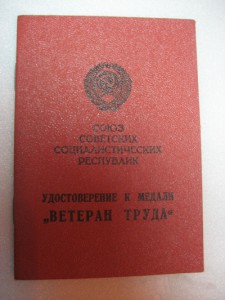 СОЮЗ
СОВЕТСКИХ
СОЦИАЛИСТИЧЕСКИХ
РЕСПУБЛИК
УДОСТОВЕРЕНИЕ К МЕДАЛИ
„ВЕТЕРАН ТРУДА“